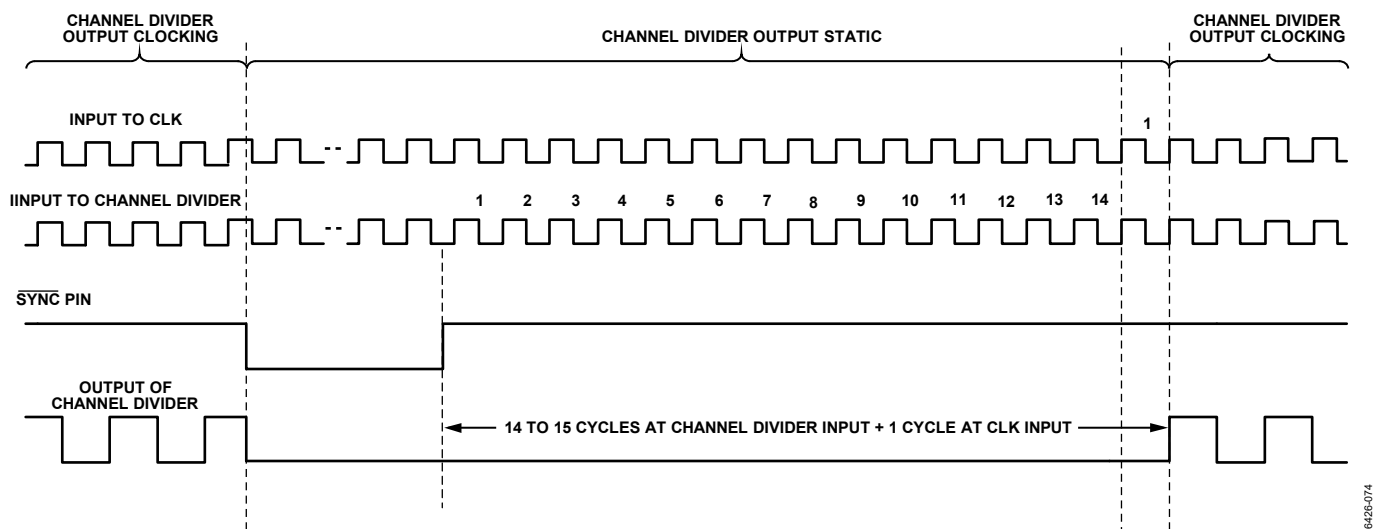 CHANNEL DIVIDER
OUTPUT CLOCKING
CHANNEL DIVIDER OUTPUT STATIC
CHANNEL DIVIDER
OUTPUT CLOCKING
INPUT TO CLK
1
IINPUT TO CHANNEL DIVIDER
1 2 3 4 5 6 7 8 9 10 11 12 13 14
SYNC PIN
OUTPUT OF
CHANNEL DIVIDER
14 TO 15 CYCLES AT CHANNEL DIVIDER INPUT + 1 CYCLE AT CLK INPUT
6426-074